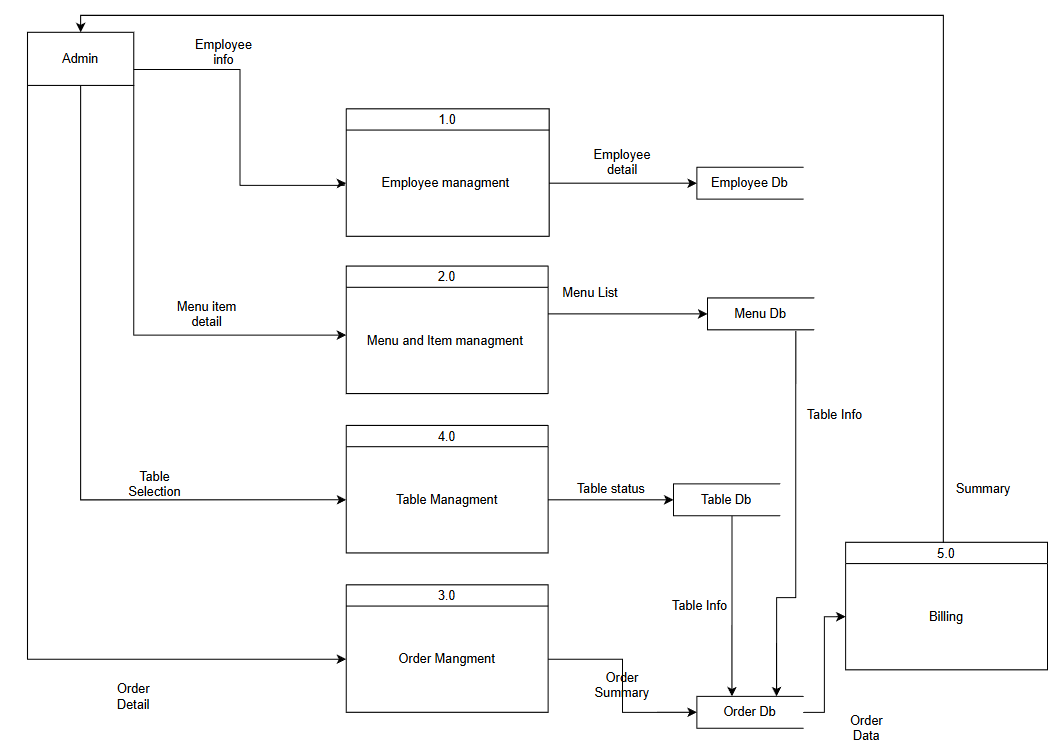 Admin
Employee
info
1.0
Employee managment
Employee
detail
Employee Db
2.0
Menu and Item managment
Menu item
detail
Menu List
Menu Db
Table Info
4.0
Table Managment
Table
Selection
Table status
Table Db
Summary
5.0
Billing
3.0
Order Mangment
Table Info
Order
Detail
Order
Summary
Order Db
Order
Data